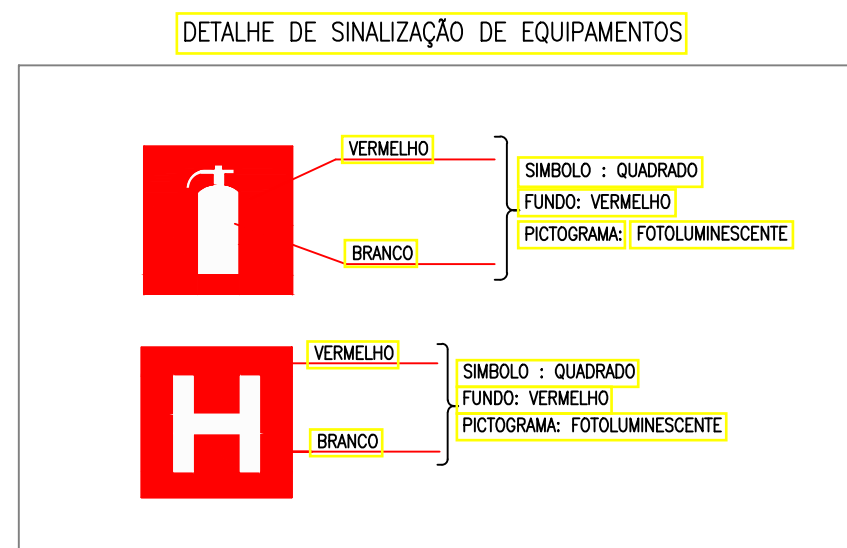 DETALHE DE SINALIZAÇÃO DE EQUIPAMENTOS
VERMELHO
BRANCO
SIMBOLO : QUADRADO
FUNDO: VERMELHO
PICTOGRAMA: FOTOLUMINESCENTE
H
VERMELHO
BRANCO
SIMBOLO : QUADRADO
FUNDO: VERMELHO
PICTOGRAMA: FOTOLUMINESCENTE